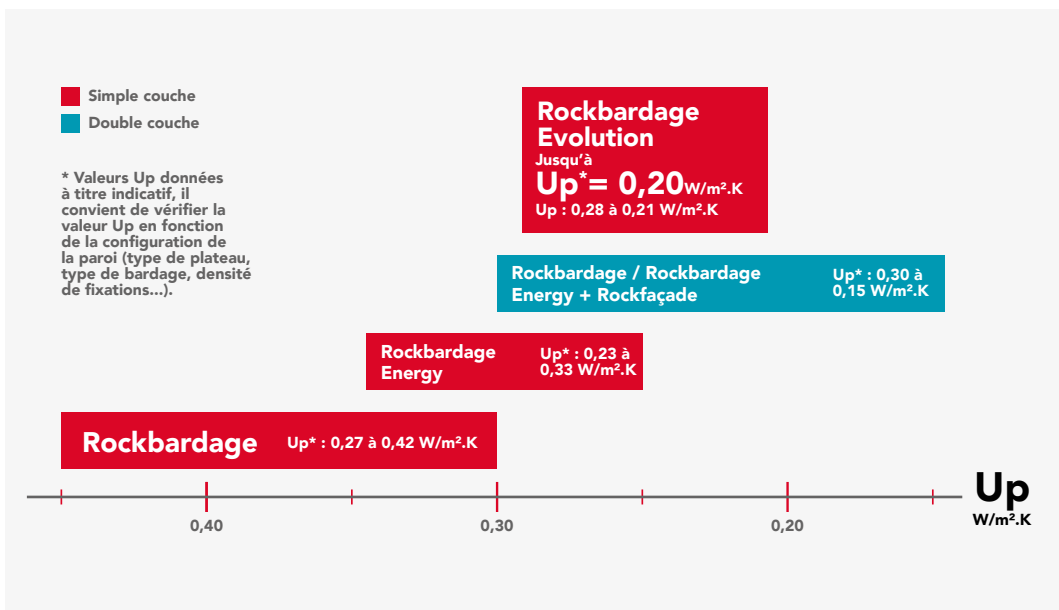 Simple couche
Double couche
* Valeurs Up données
à titre indicatif, il
convient de vérifier la
valeur Up en fonction
de la configuration de
la paroi (type de plateau,
type de bardage, densité
de fixations...).
Rockbardage
Evolution
Jusqu'à
Up*= 0,20W/m².K
Up : 0,28 à 0,21 W/m².K
Rockbardage / Rockbardage
Energy + Rockfaçade
Up* : 0,30 à
0,15 W/m².K
Rockbardage
Energy
Up* : 0,23 à
0,33 W/m².K
Rockbardage
Up* : 0,27 à 0,42 W/m².K
0,40
0,30
0,20
Up
W/m².K